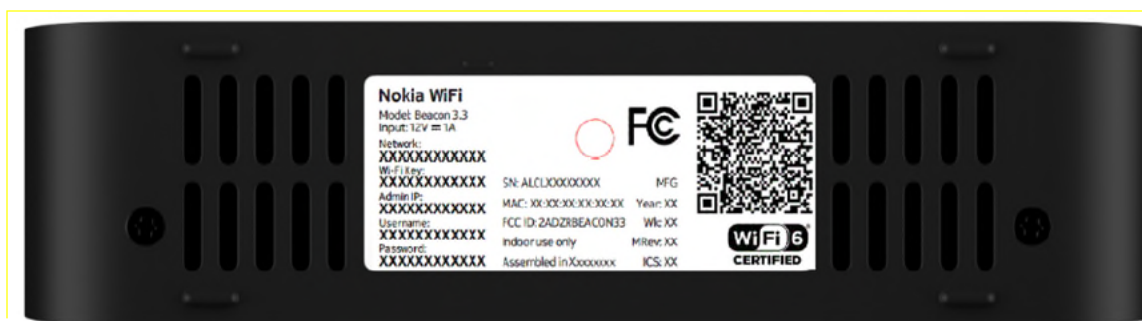 Nokia WiFi
Model: Beacon 3.3
Input: 12V ⎓ 1A
Network:
XXXXXXXXXXXX
Wi-Fi Key:
XXXXXXXXXXXX
Admin IP:
XXXXXXXXXXXX
Username:
XXXXXXXXXXXX
Password:
XXXXXXXXXXXX
FC
SN: ALCLXXXXXXXX MFG
MAC: XX:XX:XX:XX:XX:XX Year: XX
FCC ID: 2ADZRBEACON33 Wk: XX
Indoor use only MRev: XX
Assembled in Xxxxxxxx ICS: XX
WiFi 6
CERTIFIED